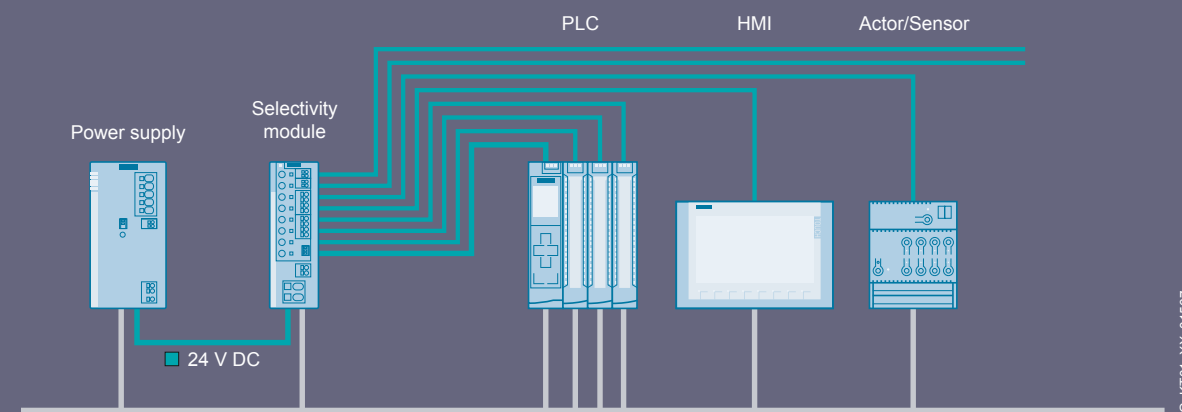 PLC
HMI
Actor/Sensor
Selectivity
module
Power supply
24 V DC